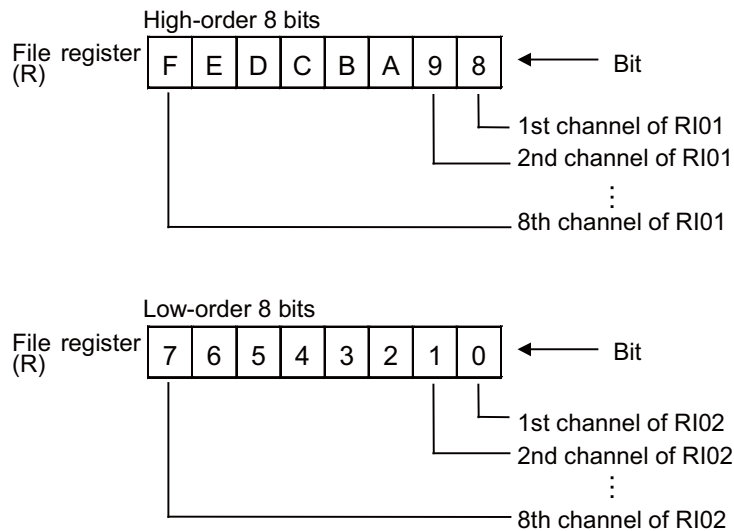 High-order 8 bits
File register
(R)
F E D C B A 9 8
Bit
1st channel of RI01
2nd channel of RI01
⋮
8th channel of RI01
Low-order 8 bits
File register
(R)
7 6 5 4 3 2 1 0
Bit
1st channel of RI02
2nd channel of RI02
⋮
8th channel of RI02